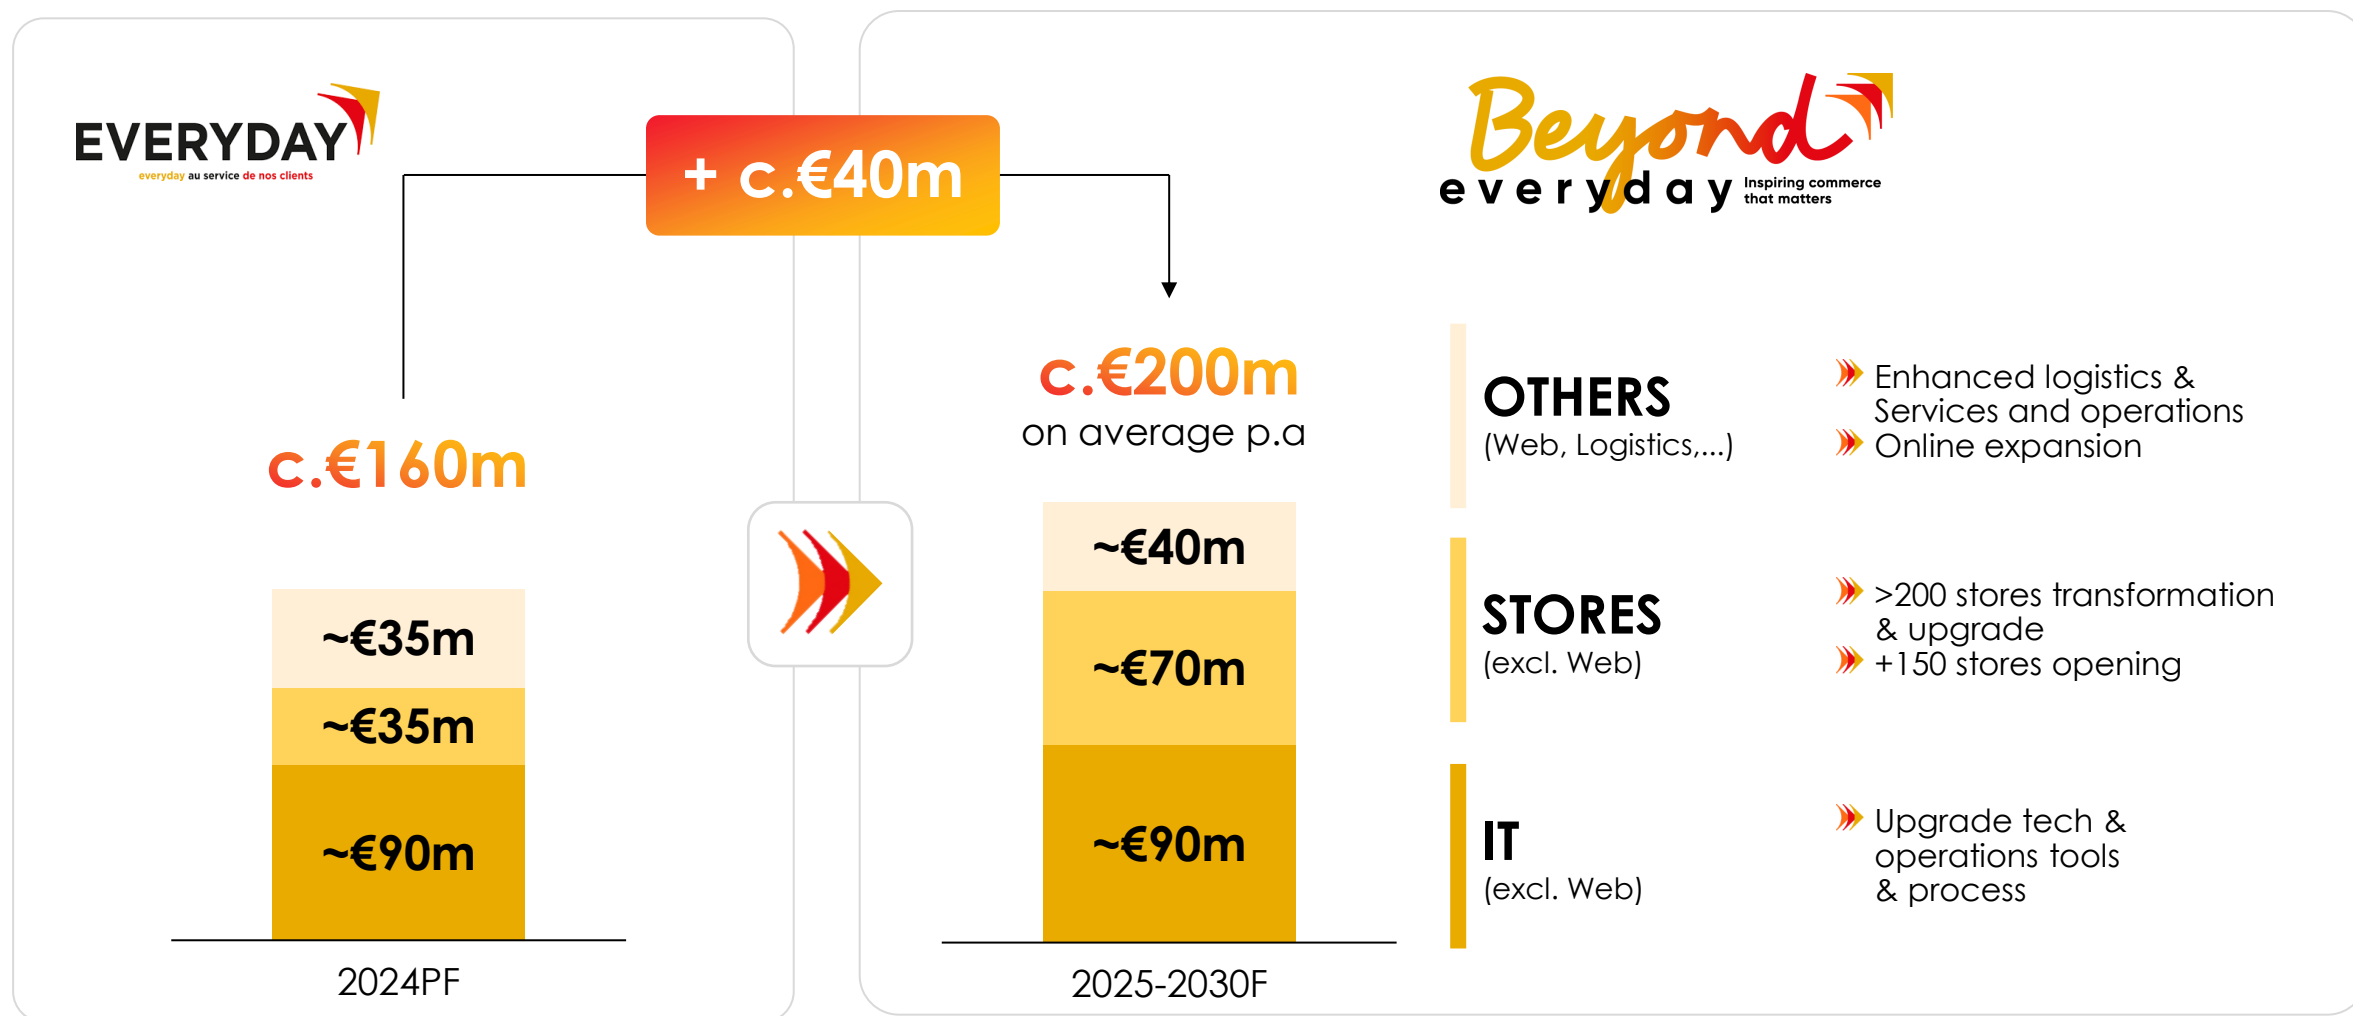 EVERYDAY
everyday au service de nos clients
+ c.€40m
c.€160m
~€35m
~€35m
~€90m
2024PF
Beyond
everyday
Inspiring commerce
that matters
c.€200m
on average p.a
~€40m
~€70m
~€90m
2025-2030F
OTHERS
(Web, Logistics,...)
Enhanced logistics &
Services and operations
Online expansion
STORES
(excl. Web)
>200 stores transformation
& upgrade
+150 stores opening
IT
(excl. Web)
Upgrade tech &
operations tools
& process